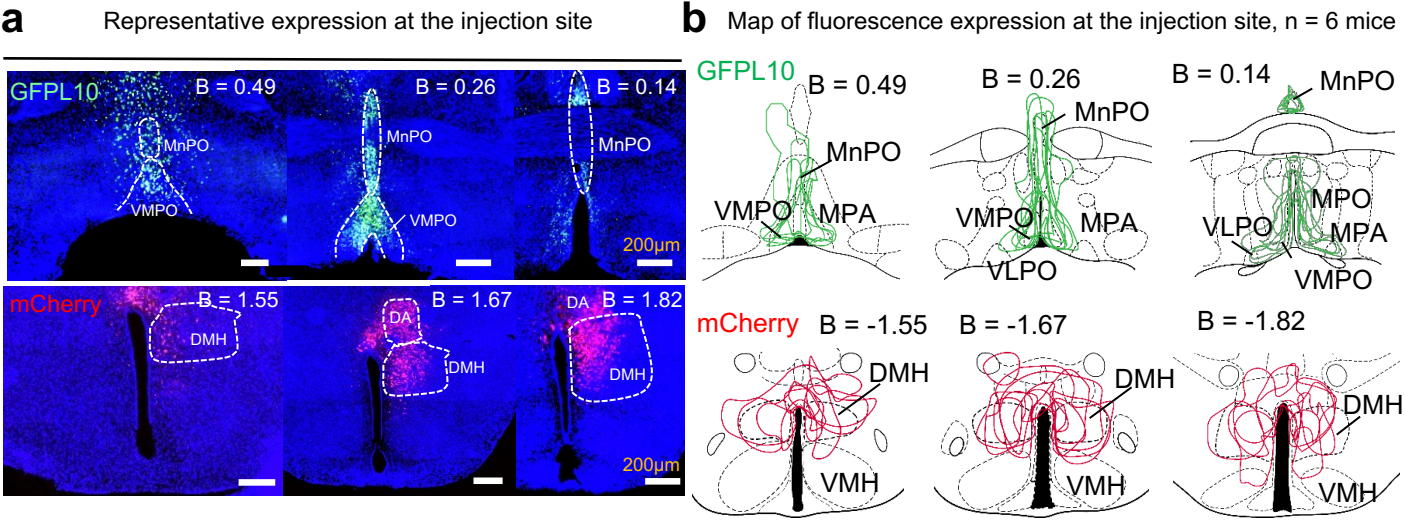 a Representative expression at the injection site
GFPL10 B = 0.49 B = 0.26 B = 0.14
MnPO MnPO MnPO
VMPO VMPO
200μm
mCherry B = 1.55 B = 1.67 B = 1.82
DA DA
DMH DMH DMH
200μm
b Map of fluorescence expression at the injection site, n = 6 mice
GFPL10 B = 0.49 B = 0.26 B = 0.14
MnPO MnPO MnPO
VMPO MPA VMPO MPA VLPO MPO MPA
VLPO VMPO
mCherry B = -1.55 B = -1.67 B = -1.82
DMH DMH DMH
VMH VMH